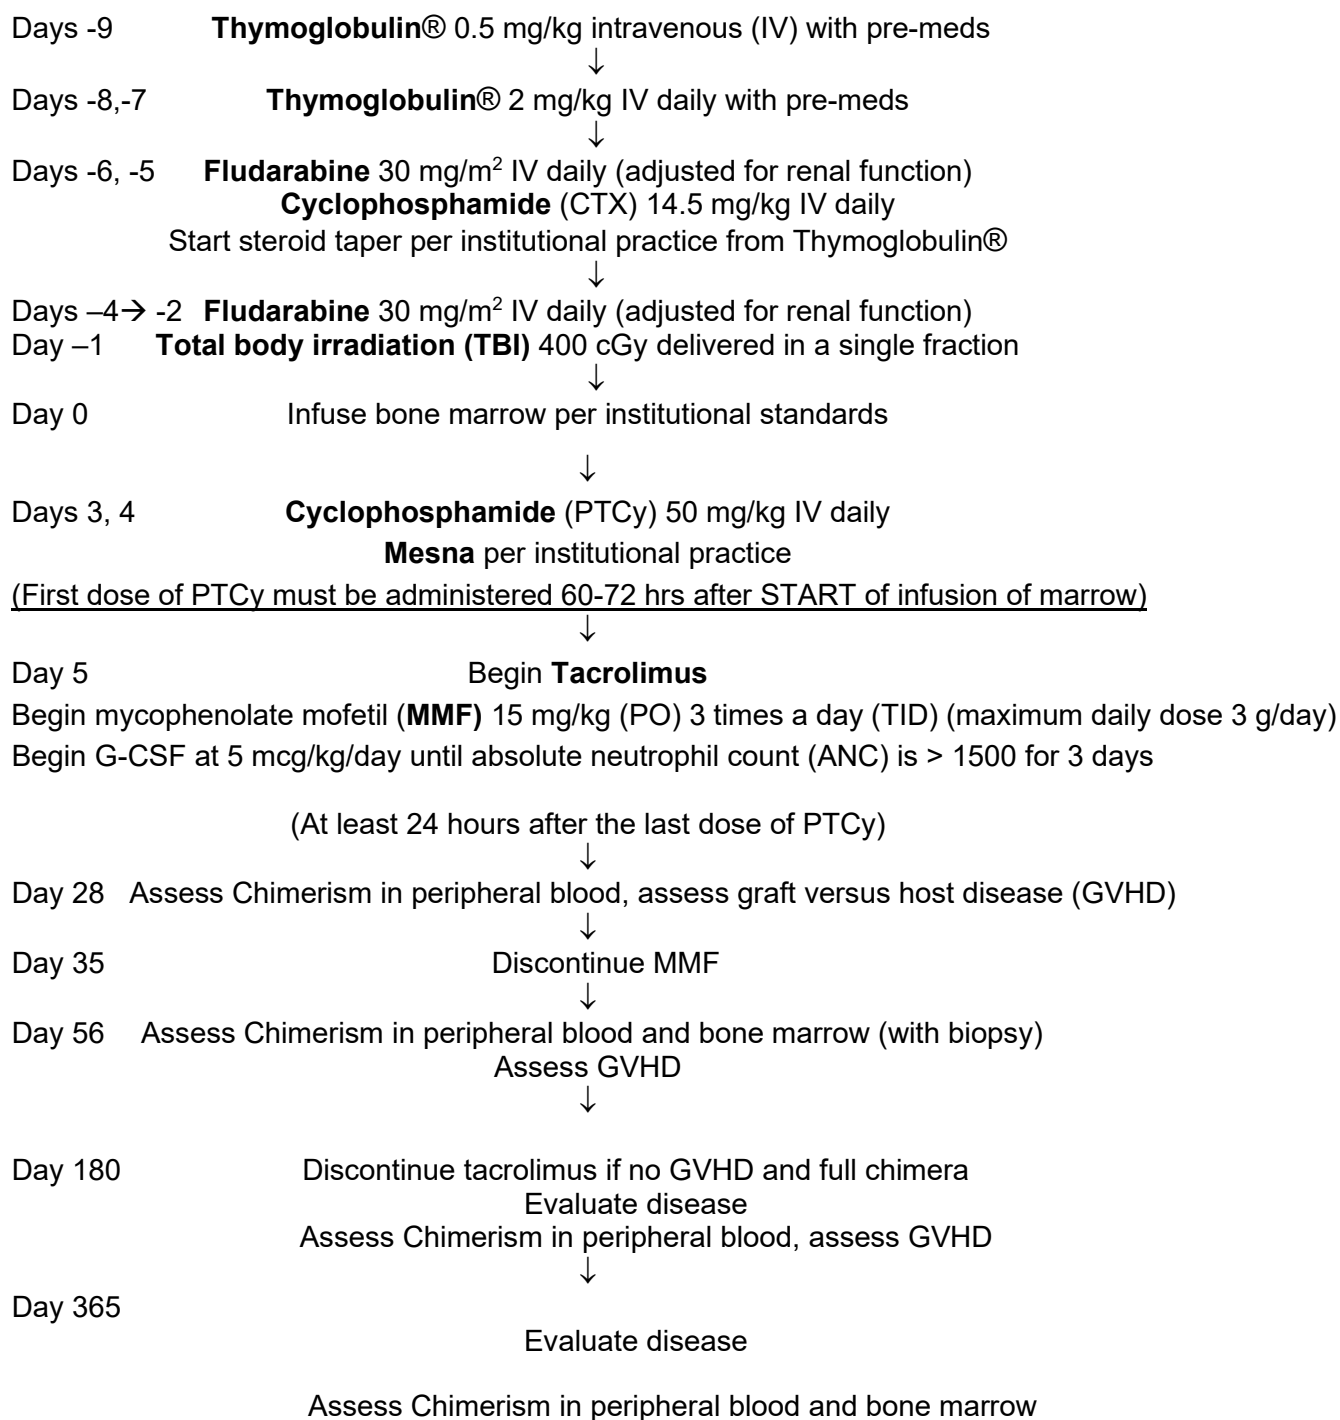 Days -9 Thymoglobulin® 0.5 mg/kg intravenous (IV) with pre-meds
↓
Days -8,-7 Thymoglobulin® 2 mg/kg IV daily with pre-meds
↓
Days -6, -5 Fludarabine 30 mg/m² IV daily (adjusted for renal function)
Cyclophosphamide (CTX) 14.5 mg/kg IV daily
Start steroid taper per institutional practice from Thymoglobulin®
↓
Days –4→ -2 Fludarabine 30 mg/m² IV daily (adjusted for renal function)
Day –1 Total body irradiation (TBI) 400 cGy delivered in a single fraction
↓
Day 0 Infuse bone marrow per institutional standards
↓
Days 3, 4 Cyclophosphamide (PTCy) 50 mg/kg IV daily
Mesna per institutional practice
(First dose of PTCy must be administered 60-72 hrs after START of infusion of marrow)
↓
Day 5 Begin Tacrolimus
Begin mycophenolate mofetil (MMF) 15 mg/kg (PO) 3 times a day (TID) (maximum daily dose 3 g/day)
Begin G-CSF at 5 mcg/kg/day until absolute neutrophil count (ANC) is > 1500 for 3 days
(At least 24 hours after the last dose of PTCy)
↓
Day 28 Assess Chimerism in peripheral blood, assess graft versus host disease (GVHD)
↓
Day 35 Discontinue MMF
↓
Day 56 Assess Chimerism in peripheral blood and bone marrow (with biopsy)
Assess GVHD
↓
Day 180 Discontinue tacrolimus if no GVHD and full chimera
Evaluate disease
Assess Chimerism in peripheral blood, assess GVHD
↓
Day 365
Evaluate disease
Assess Chimerism in peripheral blood and bone marrow